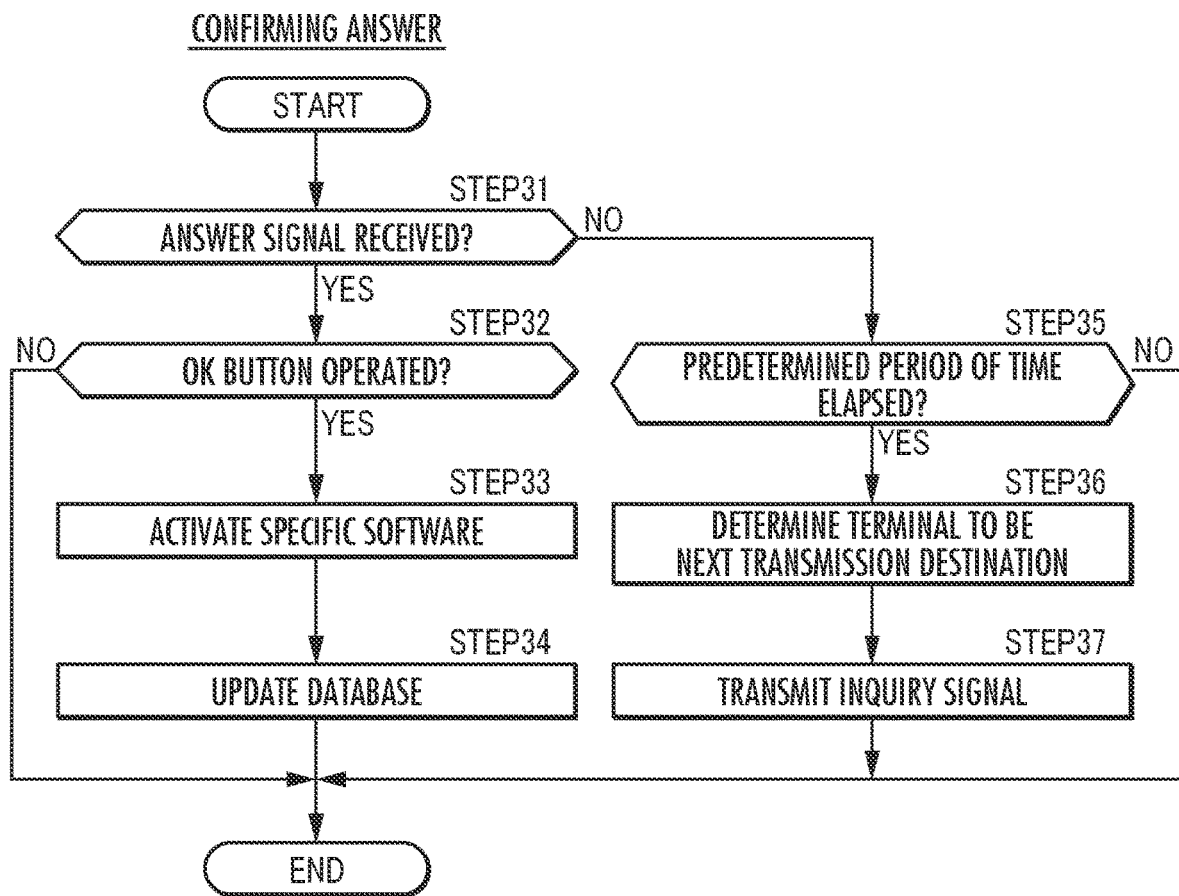 CONFIRMING ANSWER
START
STEP31
ANSWER SIGNAL RECEIVED?
NO
YES
STEP32
NO
OK BUTTON OPERATED?
YES
STEP35
PREDETERMINED PERIOD OF TIME
ELAPSED?
NO
YES
STEP33
ACTIVATE SPECIFIC SOFTWARE
STEP36
DETERMINE TERMINAL TO BE
NEXT TRANSMISSION DESTINATION
STEP34
UPDATE DATABASE
STEP37
TRANSMIT INQUIRY SIGNAL
END